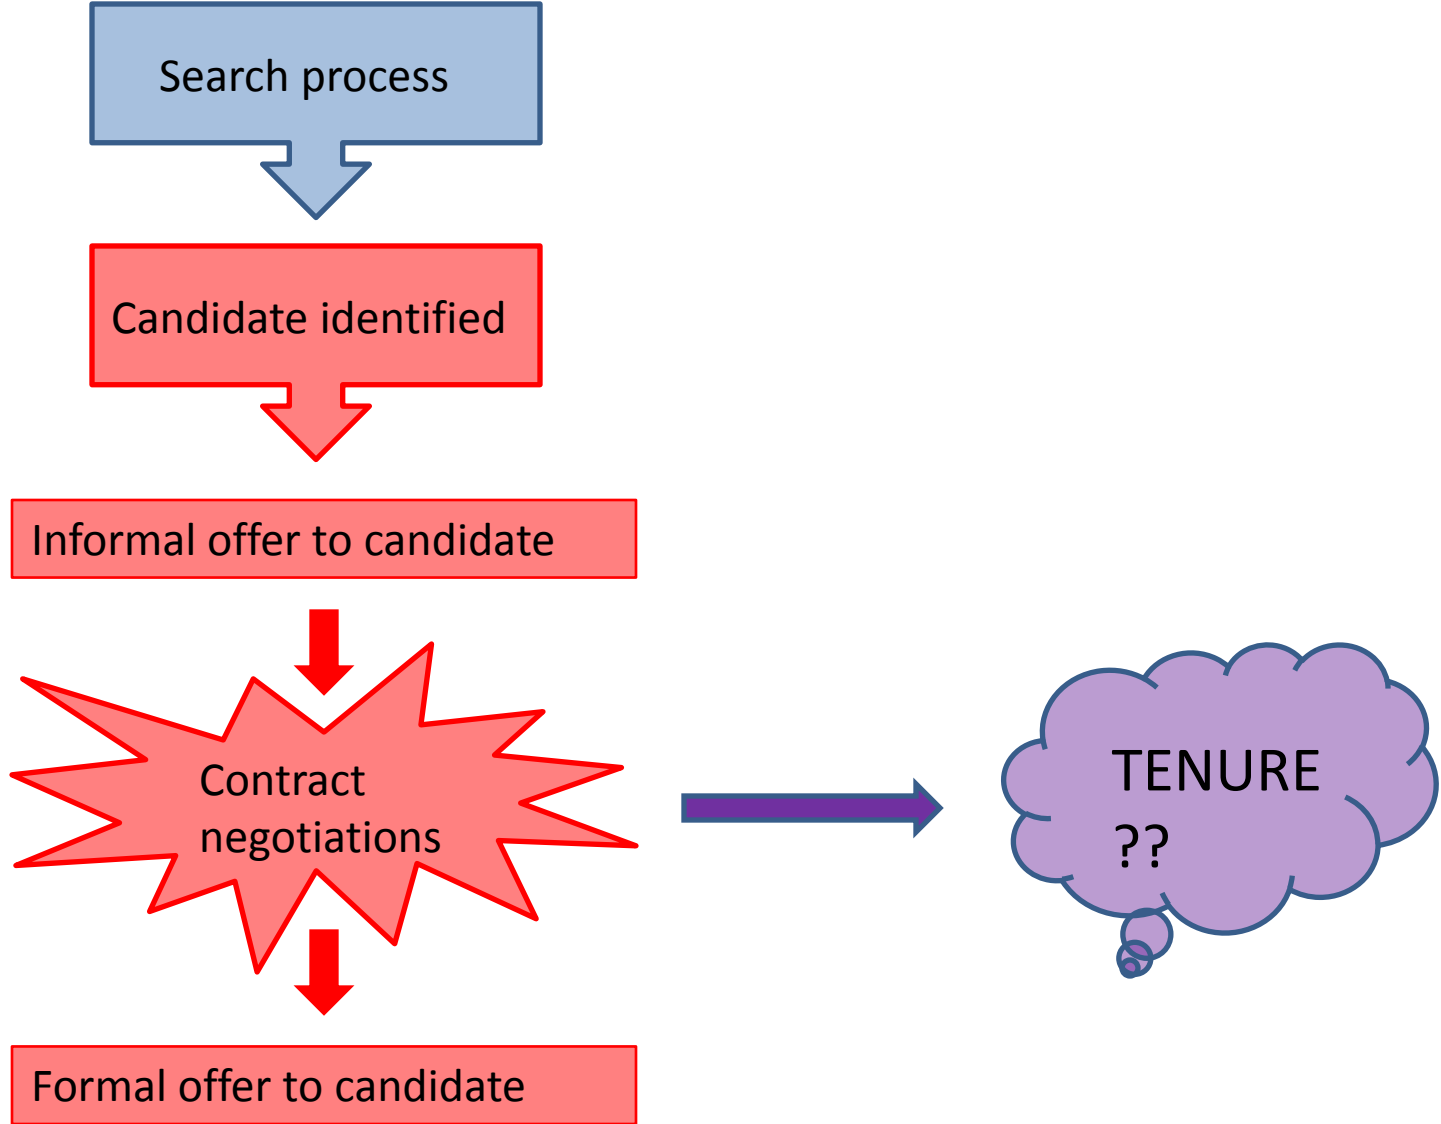 Search process
Candidate identified
Informal offer to candidate
Contract
negotiations
TENURE
??
Formal offer to candidate